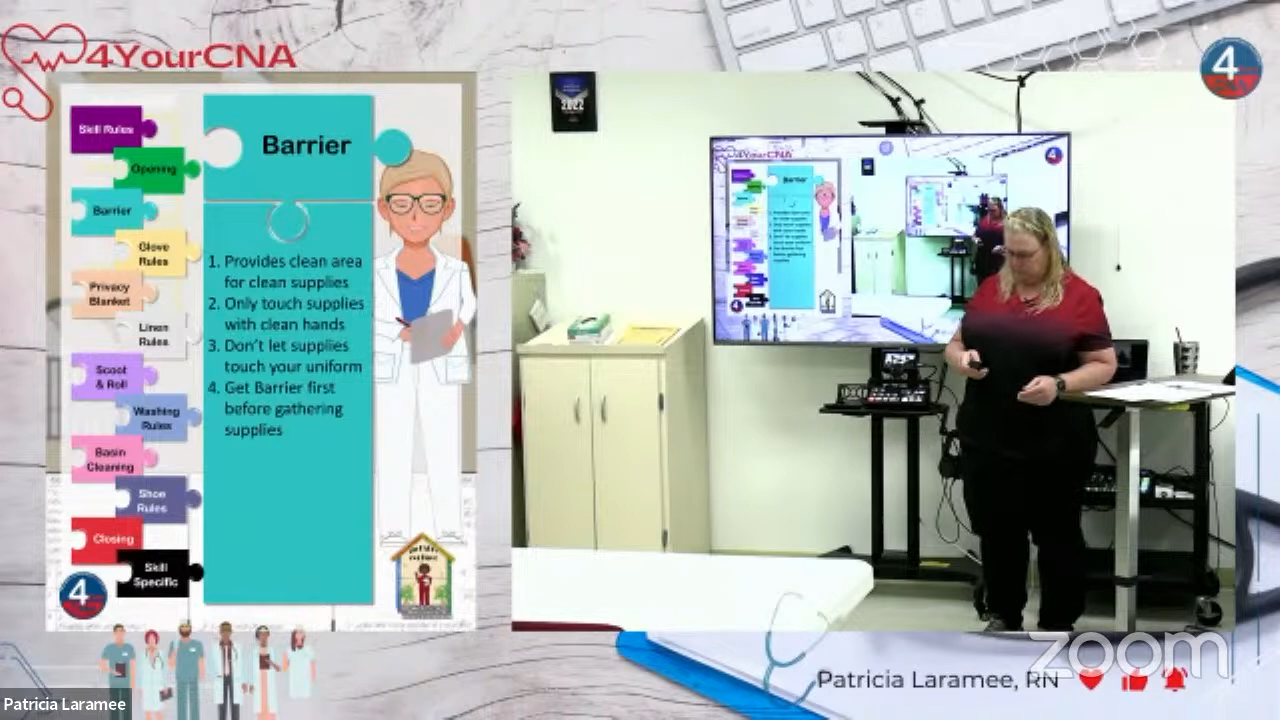 4YourCNA
4
Skill Rules
Opening
Barrier
Glove
Rules
Privacy
Blanket
Linen
Rules
Scoot
& Roll
Washing
Rules
Basin
Cleaning
Shoe
Rules
Closing
Skill
Specific
4
Barrier
1. Provides clean area
for clean supplies
2. Only touch supplies
with clean hands
3. Don't let supplies
touch your uniform
4. Get Barrier first
before gathering
supplies
2022
4YourCNA
Barrier
Patricia Laramee, RN
zoom
Patricia Laramee